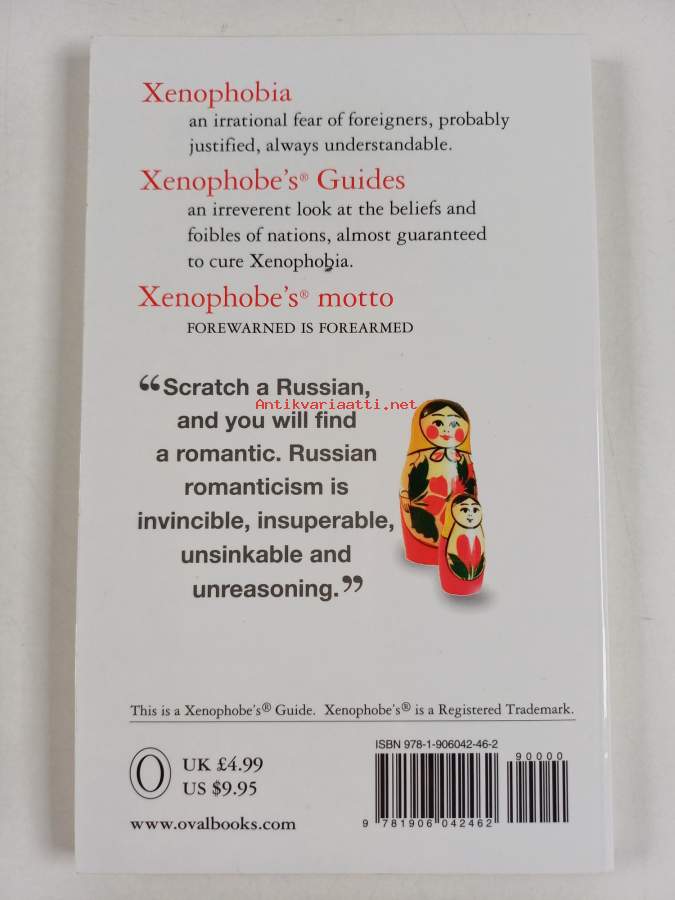 Xenophobia
an irrational fear of foreigners, probably
justified, always understandable.
Xenophobe's® Guides
an irreverent look at the beliefs and
foibles of nations, almost guaranteed
to cure Xenophobia.
Xenophobe's® motto
FOREWARNED IS FOREARMED
“Scratch a Russian,
Antikvariaatti.net
and you will find
a romantic. Russian
romanticism is
invincible, insuperable,
unsinkable and
unreasoning.”
This is a Xenophobe's® Guide. Xenophobe's® is a Registered Trademark.
ISBN 978-1-906042-46-2
90000
UK £4.99
US $9.95
www.ovalbooks.com
9 781906 042462